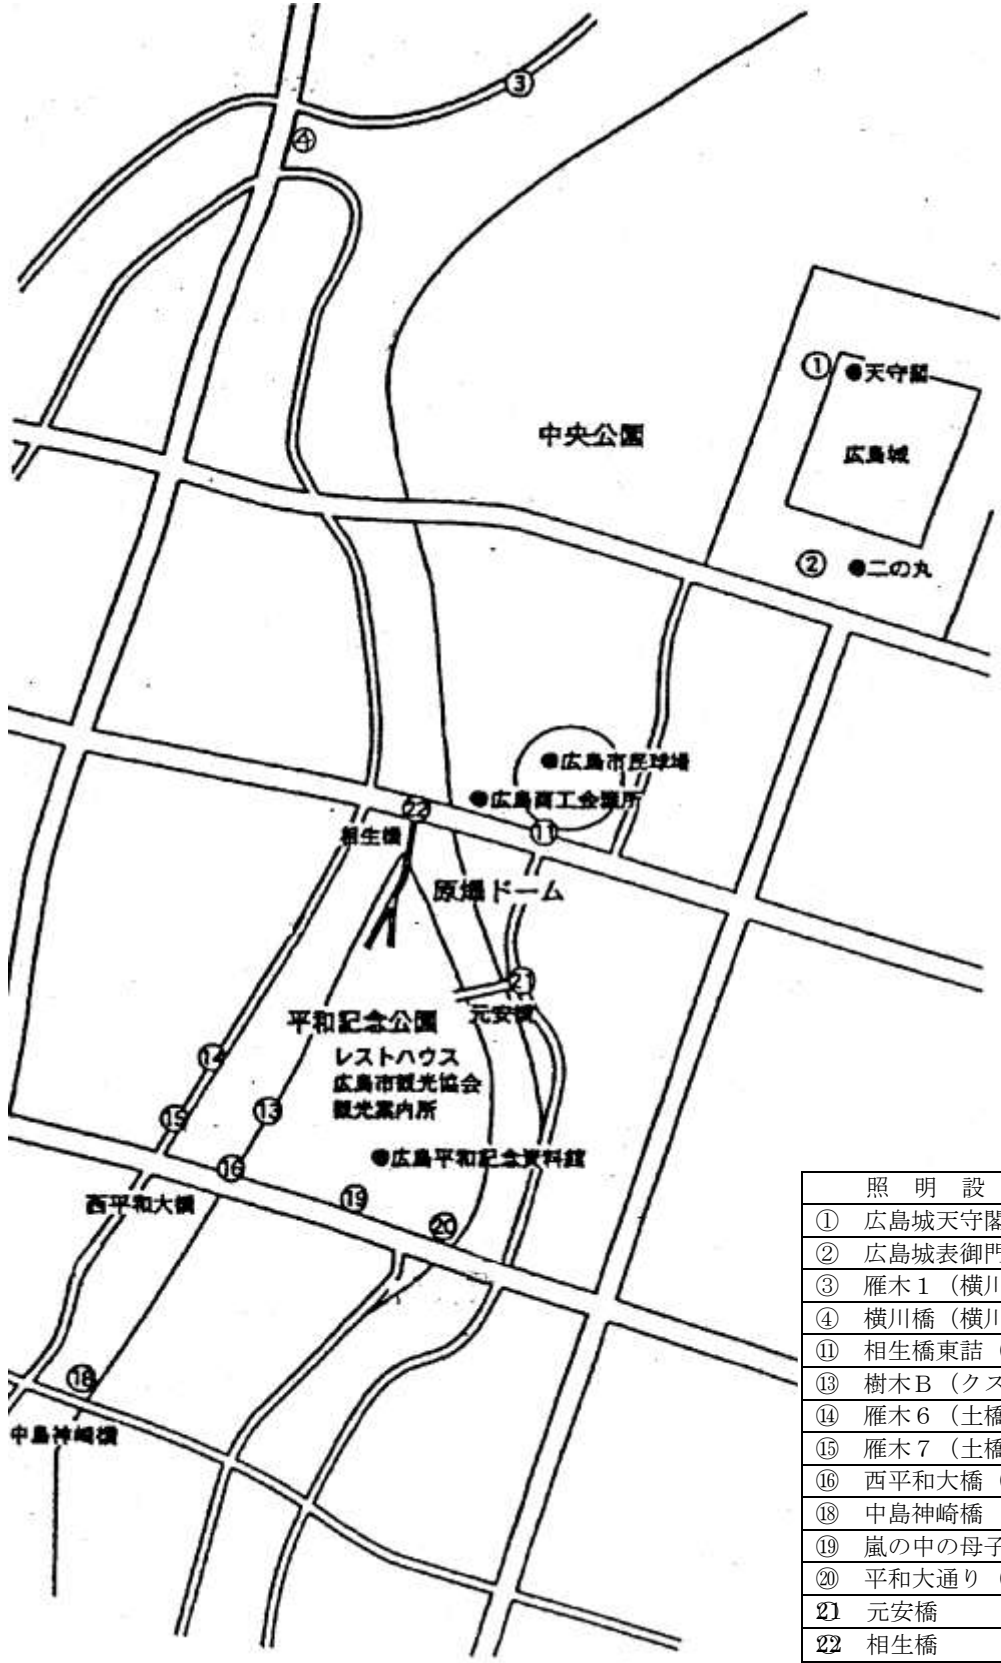 ③
④
①
●天守閣
中央公園
広島城
②
●二の丸
●広島市民球場
●広島商工会議所
㉒
⑪
相生橋
原爆ドーム
㉑
元安橋
平和記念公園
レストハウス
広島市観光協会
観光案内所
⑭
⑬
⑮
●広島平和記念資料館
⑯
西平和大橋
⑲
⑳
⑱
中島神崎橋
照 明 設
① 広島城天守閣
② 広島城表御門
③ 雁木1（横川
④ 横川橋（横川
⑪ 相生橋東詰（
⑬ 樹木B（クス
⑭ 雁木6（土橋
⑮ 雁木7（土橋
⑯ 西平和大橋（
⑱ 中島神崎橋
⑲ 嵐の中の母子
⑳ 平和大通り（
㉑ 元安橋
㉒ 相生橋